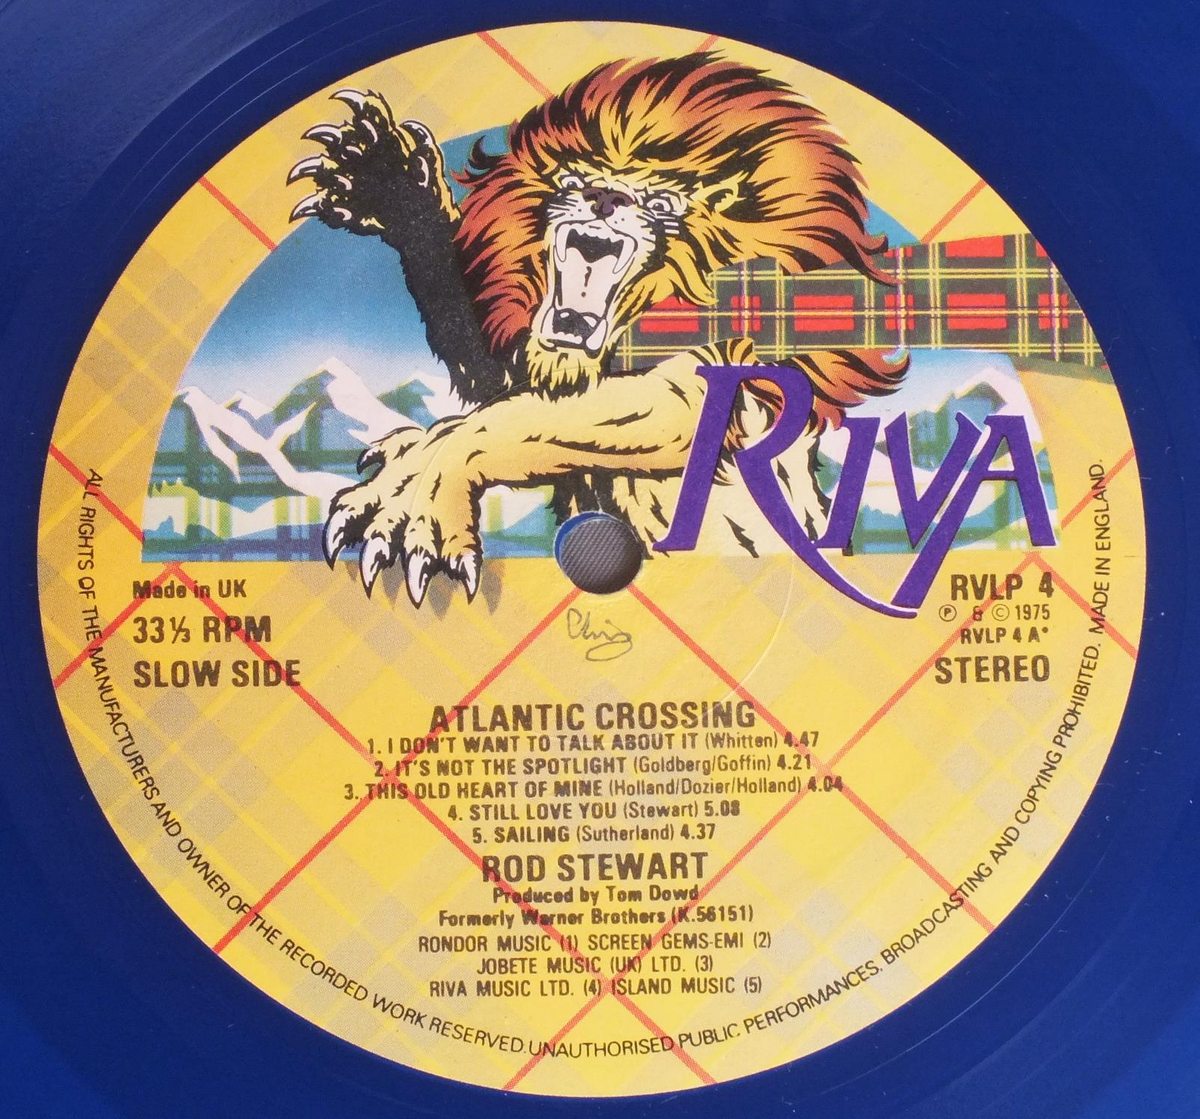 RIVA
Made in UK
33⅓ RPM
SLOW SIDE
RVLP 4
Ⓟ & © 1975
RVLP 4 A*
STEREO
Chris
ATLANTIC CROSSING
1. I DON'T WANT TO TALK ABOUT IT (Whitten) 4.47
2. IT'S NOT THE SPOTLIGHT (Goldberg/Goffin) 4.21
3. THIS OLD HEART OF MINE (Holland/Dozier/Holland) 4.04
4. STILL LOVE YOU (Stewart) 5.08
5. SAILING (Sutherland) 4.37
ROD STEWART
Produced by Tom Dowd
Formerly Warner Brothers (K.56151)
RONDOR MUSIC (1) SCREEN GEMS-EMI (2)
JOBETE MUSIC (UK) LTD. (3)
RIVA MUSIC LTD. (4) ISLAND MUSIC (5)
ALL RIGHTS OF THE MANUFACTURERS AND OWNER OF THE RECORDED WORK RESERVED. UNAUTHORISED PUBLIC PERFORMANCES. BROADCASTING AND COPYING PROHIBITED. MADE IN ENGLAND.